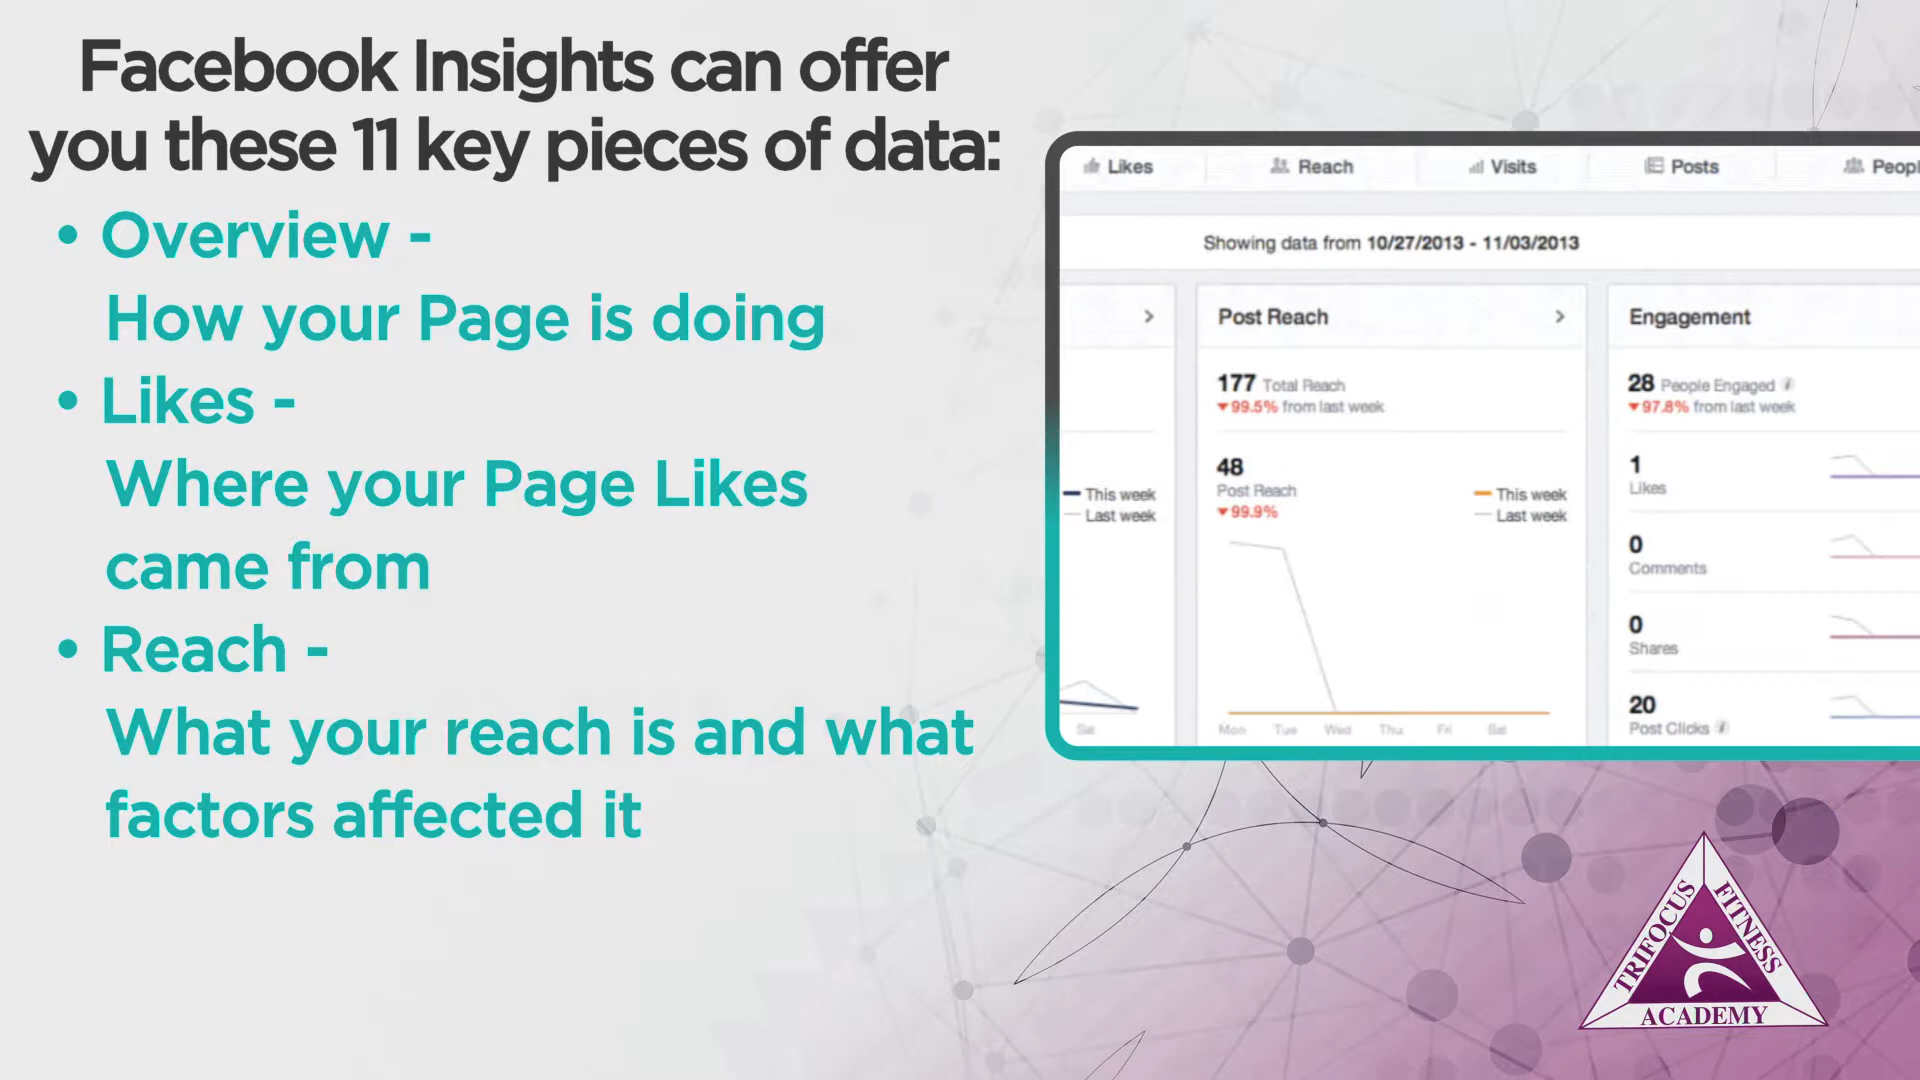 Facebook Insights can offer
you these 11 key pieces of data:
• Overview -
How your Page is doing
• Likes -
Where your Page Likes
came from
• Reach -
What your reach is and what
factors affected it
Likes
Reach
Visits
Posts
Peopl
Showing data from 10/27/2013 - 11/03/2013
This week
Last week
Sat
Post Reach
177 Total Reach
99.5% from last week
48
Post Reach
99.9%
This week
Last week
Mon Tue Wed Thu Fri Sat
Engagement
28 People Engaged
97.8% from last week
1
Likes
0
Comments
0
Shares
20
Post Clicks
TRIFOCUS
FITNESS
ACADEMY